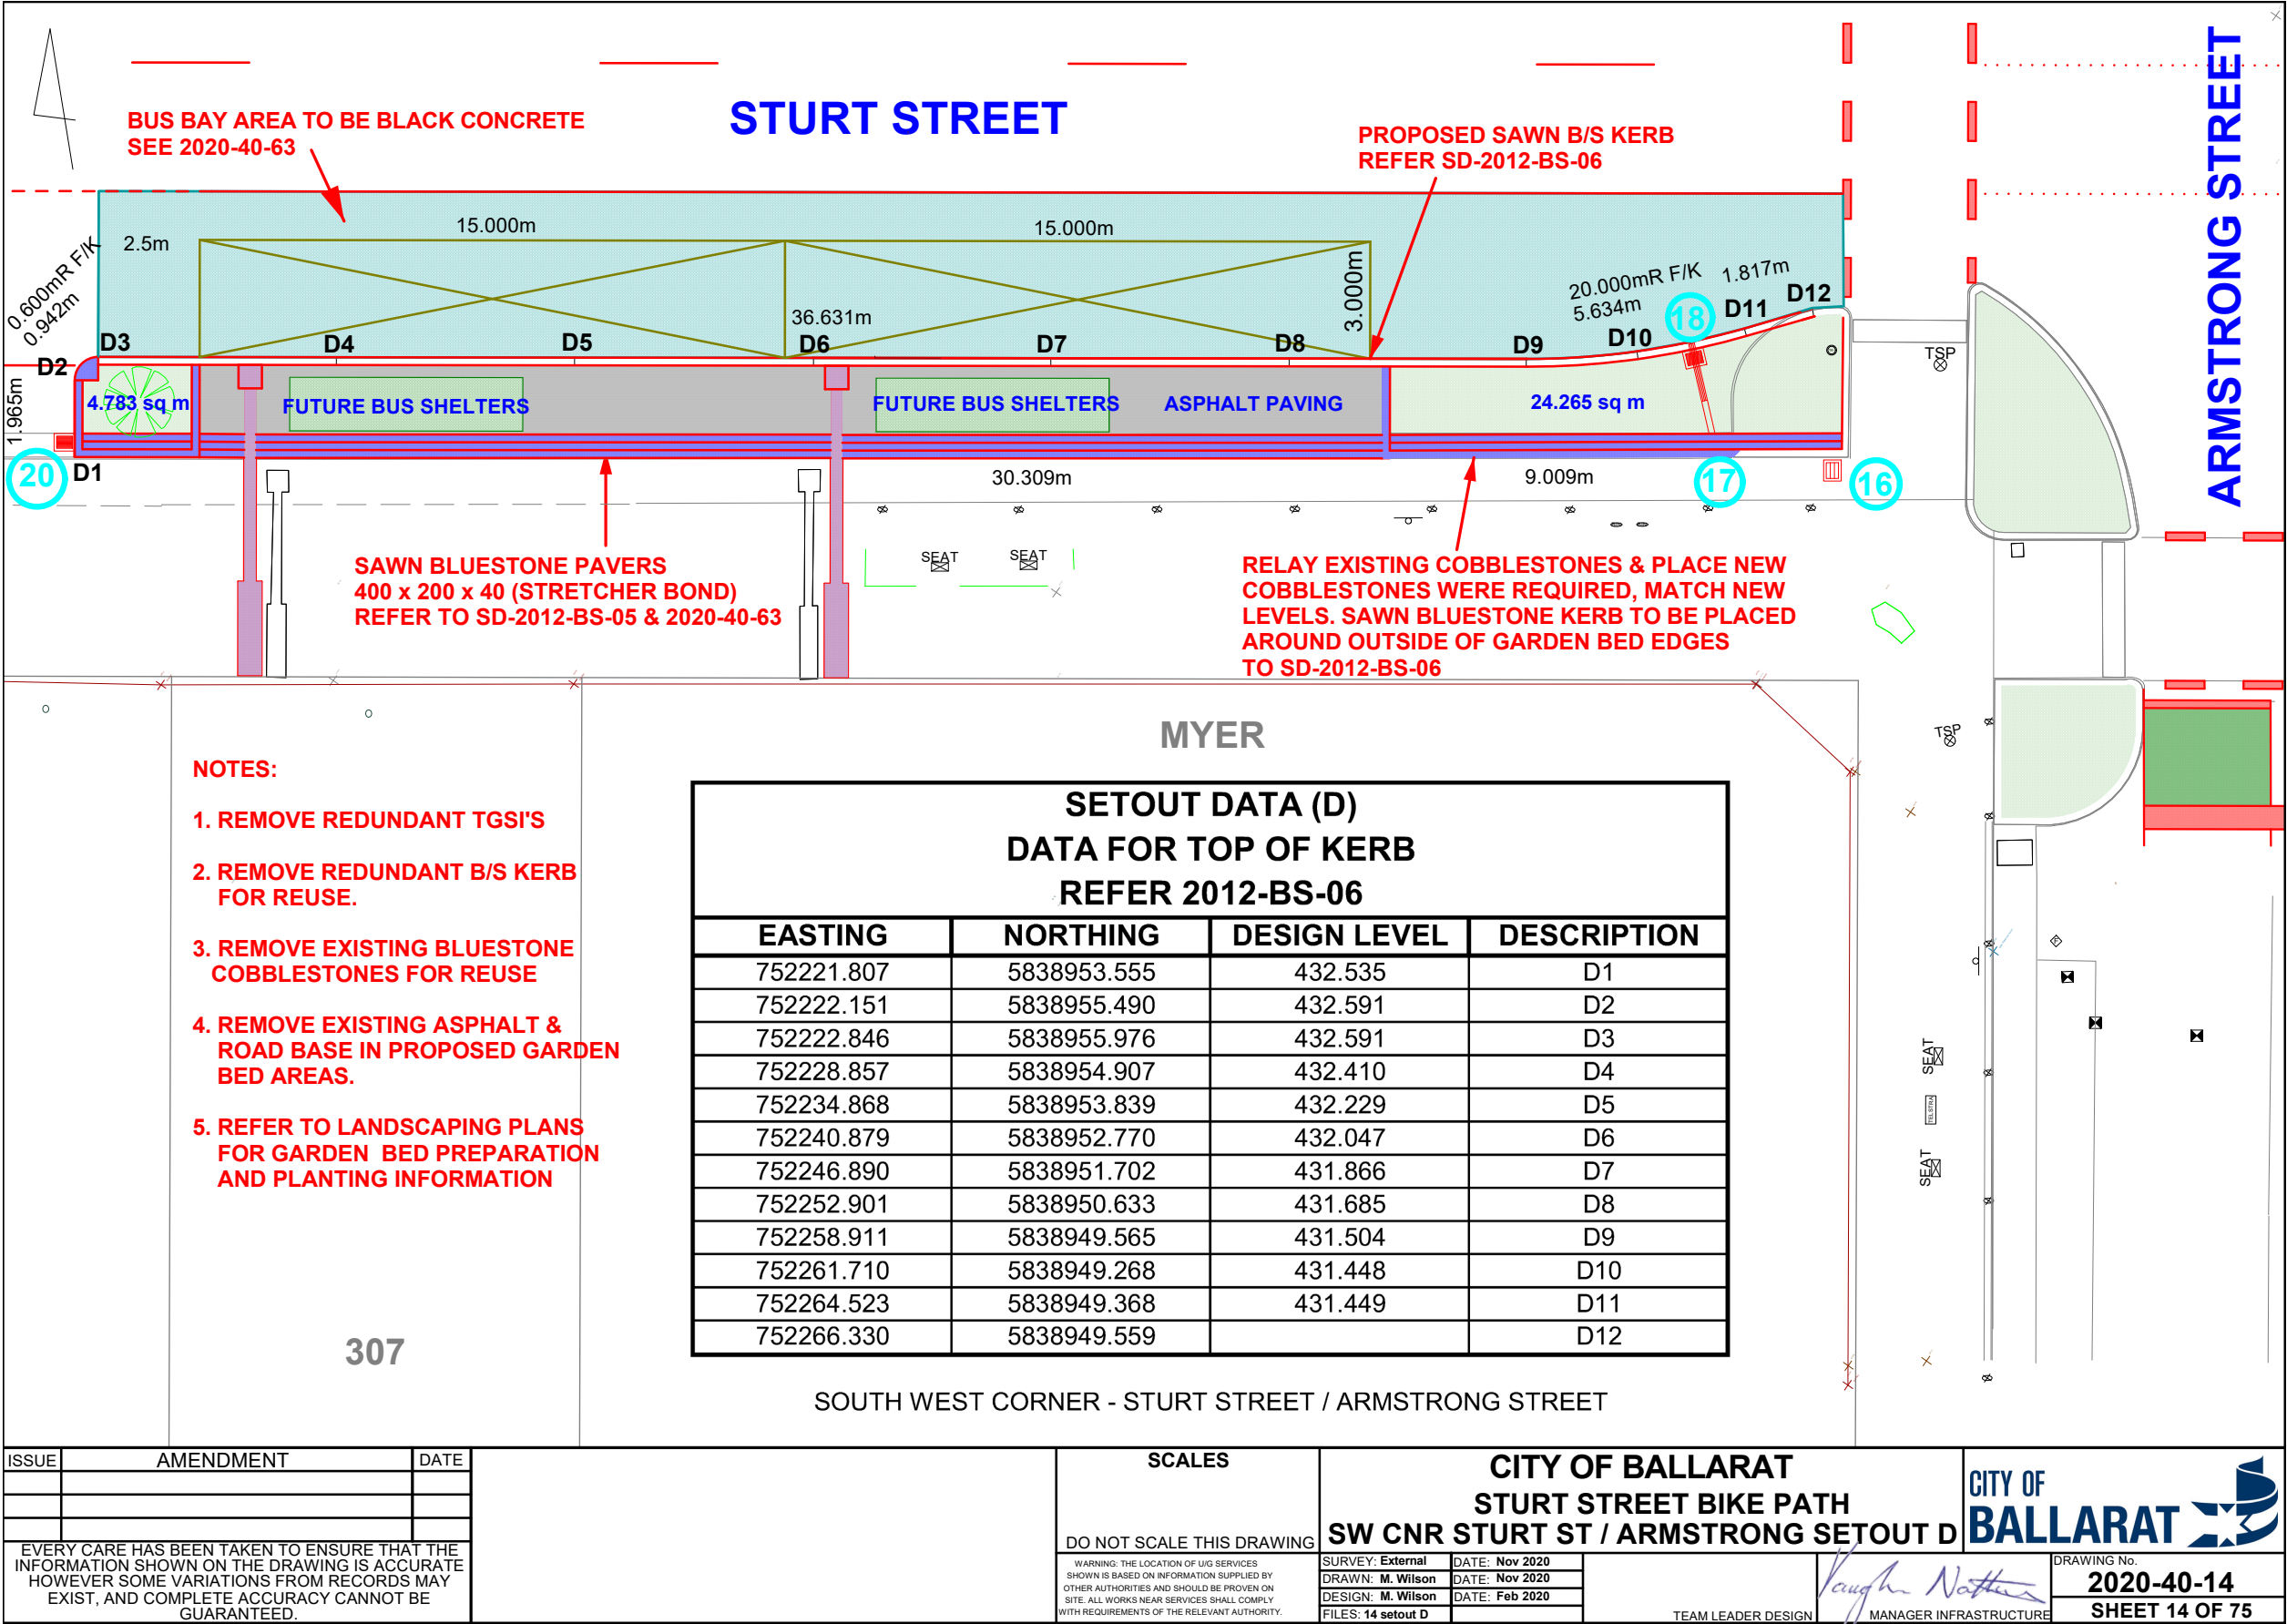 STURT STREET
ARMSTRONG STREET
BUS BAY AREA TO BE BLACK CONCRETE
SEE 2020-40-63
PROPOSED SAWN B/S KERB
REFER SD-2012-BS-06
0.600mR F/K
0.942m
2.5m
15.000m
15.000m
3.000m
20.000mR F/K
5.634m
1.817m
36.631m
D3
D4
D5
D6
D7
D8
D9
D10
18
D11
D12
D2
1.965m
4.783 sq m
FUTURE BUS SHELTERS
FUTURE BUS SHELTERS
ASPHALT PAVING
24.265 sq m
TSP
20
D1
30.309m
9.009m
17
16
SEAT
SEAT
SAWN BLUESTONE PAVERS
400 x 200 x 40 (STRETCHER BOND)
REFER TO SD-2012-BS-05 & 2020-40-63
RELAY EXISTING COBBLESTONES & PLACE NEW
COBBLESTONES WERE REQUIRED, MATCH NEW
LEVELS. SAWN BLUESTONE KERB TO BE PLACED
AROUND OUTSIDE OF GARDEN BED EDGES
TO SD-2012-BS-06
MYER
TSP
SEAT
TELSTRA
SEAT
NOTES:
1. REMOVE REDUNDANT TGSI'S
2. REMOVE REDUNDANT B/S KERB
FOR REUSE.
3. REMOVE EXISTING BLUESTONE
COBBLESTONES FOR REUSE
4. REMOVE EXISTING ASPHALT &
ROAD BASE IN PROPOSED GARDEN
BED AREAS.
5. REFER TO LANDSCAPING PLANS
FOR GARDEN BED PREPARATION
AND PLANTING INFORMATION
307
SETOUT DATA (D)
DATA FOR TOP OF KERB
REFER 2012-BS-06
EASTING NORTHING DESIGN LEVEL DESCRIPTION
752221.807 5838953.555 432.535 D1
752222.151 5838955.490 432.591 D2
752222.846 5838955.976 432.591 D3
752228.857 5838954.907 432.410 D4
752234.868 5838953.839 432.229 D5
752240.879 5838952.770 432.047 D6
752246.890 5838951.702 431.866 D7
752252.901 5838950.633 431.685 D8
752258.911 5838949.565 431.504 D9
752261.710 5838949.268 431.448 D10
752264.523 5838949.368 431.449 D11
752266.330 5838949.559 D12
SOUTH WEST CORNER - STURT STREET / ARMSTRONG STREET
ISSUE AMENDMENT DATE
EVERY CARE HAS BEEN TAKEN TO ENSURE THAT THE
INFORMATION SHOWN ON THE DRAWING IS ACCURATE
HOWEVER SOME VARIATIONS FROM RECORDS MAY
EXIST, AND COMPLETE ACCURACY CANNOT BE
GUARANTEED.
SCALES
DO NOT SCALE THIS DRAWING
WARNING: THE LOCATION OF U/G SERVICES
SHOWN IS BASED ON INFORMATION SUPPLIED BY
OTHER AUTHORITIES AND SHOULD BE PROVEN ON
SITE. ALL WORKS NEAR SERVICES SHALL COMPLY
WITH REQUIREMENTS OF THE RELEVANT AUTHORITY.
CITY OF BALLARAT
STURT STREET BIKE PATH
SW CNR STURT ST / ARMSTRONG SETOUT D
SURVEY: External DATE: Nov 2020
DRAWN: M. Wilson DATE: Nov 2020
DESIGN: M. Wilson DATE: Feb 2020
FILES: 14 setout D
TEAM LEADER DESIGN
MANAGER INFRASTRUCTURE
CITY OF
BALLARAT
DRAWING No.
2020-40-14
SHEET 14 OF 75